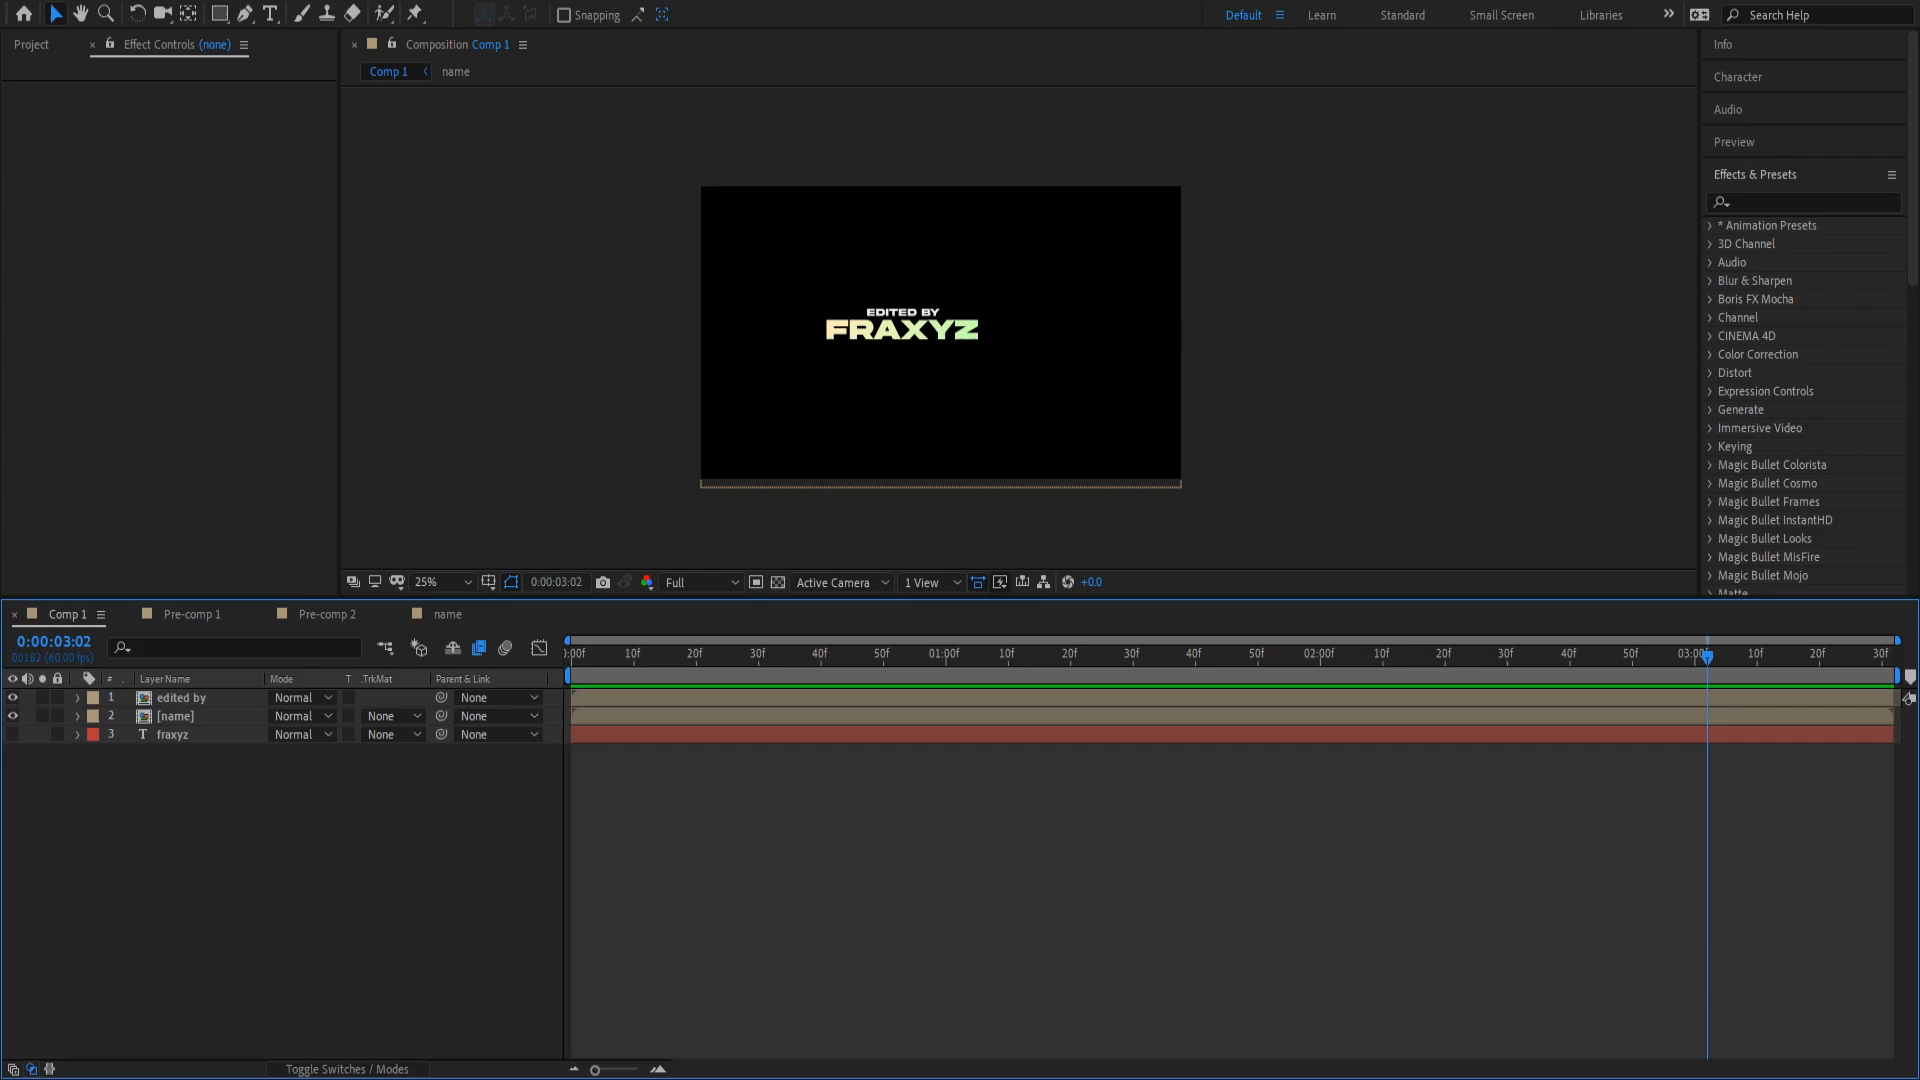 Snapping
Default
Learn
Standard
Small Screen
Libraries
Search Help
Project
Effect Controls (none)
Composition Comp 1
Comp 1
name
EDITED BY
FRAXYZ
25%
0:00:03:02
Full
Active Camera
1 View
+0.0
Info
Character
Audio
Preview
Effects & Presets
* Animation Presets
3D Channel
Audio
Blur & Sharpen
Boris FX Mocha
Channel
CINEMA 4D
Color Correction
Distort
Expression Controls
Generate
Immersive Video
Keying
Magic Bullet Colorista
Magic Bullet Cosmo
Magic Bullet Frames
Magic Bullet InstantHD
Magic Bullet Looks
Magic Bullet MisFire
Magic Bullet Mojo
Matte
Comp 1
Pre-comp 1
Pre-comp 2
name
0:00:03:02
00182 (60.00 fps)
# . Layer Name Mode T .TrkMat Parent & Link
1 edited by Normal None
2 [name] Normal None None
3 T fraxyz Normal None None
):00f 10f 20f 30f 40f 50f 01:00f 10f 20f 30f 40f 50f 02:00f 10f 20f 30f 40f 50f 03:00f 10f 20f 30f
Toggle Switches / Modes